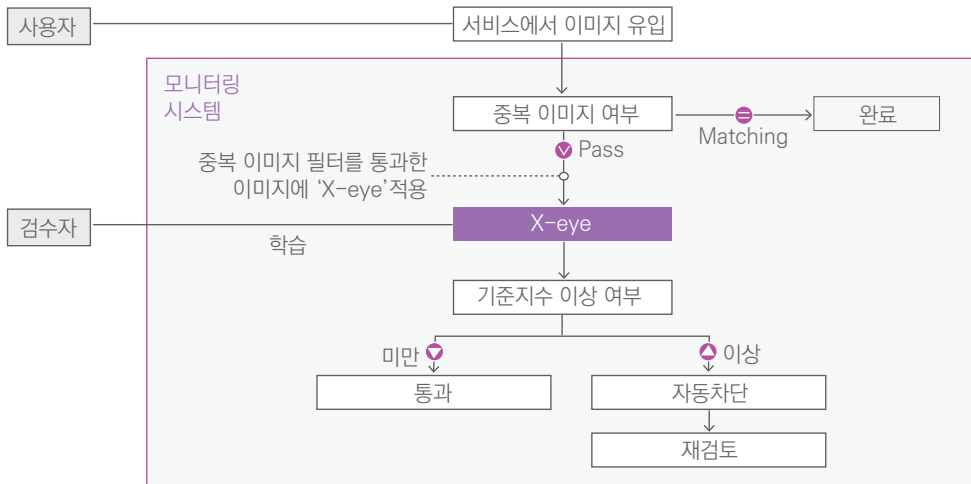 사용자
서비스에서 이미지 유입
모니터링
시스템
중복 이미지 여부
Matching
완료
Pass
중복 이미지 필터를 통과한
이미지에 ‘X-eye’적용
검수자
학습
X-eye
기준지수 이상 여부
미만
이상
통과
자동차단
재검토